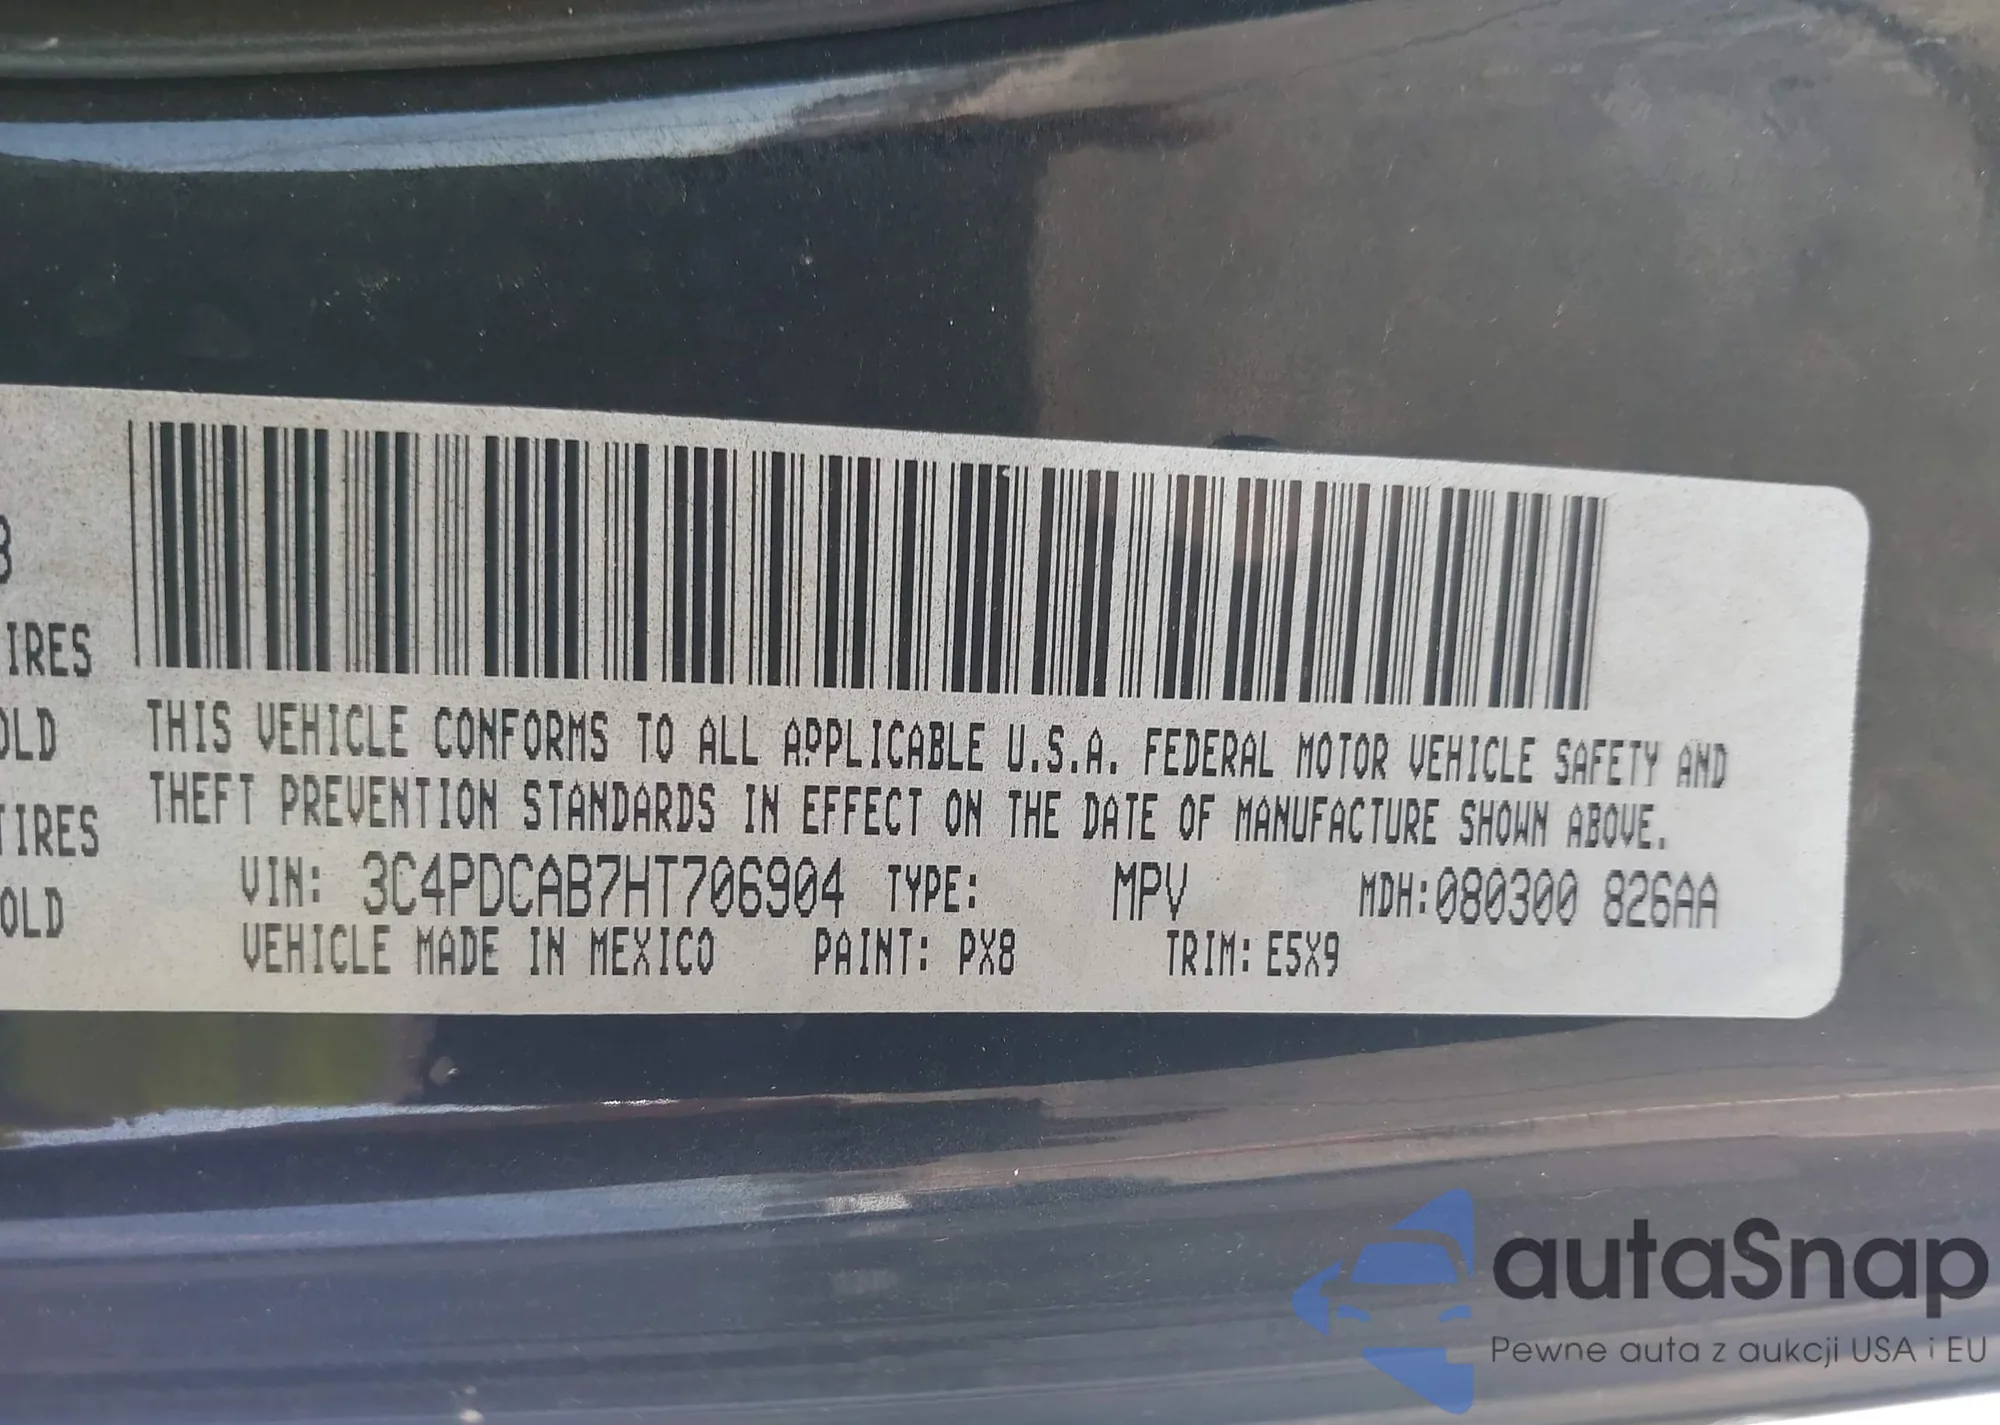 8
IRES
OLD
TIRES
OLD
THIS VEHICLE CONFORMS TO ALL APPLICABLE U.S.A. FEDERAL MOTOR VEHICLE SAFETY AND
THEFT PREVENTION STANDARDS IN EFFECT ON THE DATE OF MANUFACTURE SHOWN ABOVE.
VIN: 3C4PDCAB7HT706904 TYPE: MPV MDH:080300 826AA
VEHICLE MADE IN MEXICO PAINT: PX8 TRIM: E5X9
autaSnap
Pewne auta z aukcji USA i EU